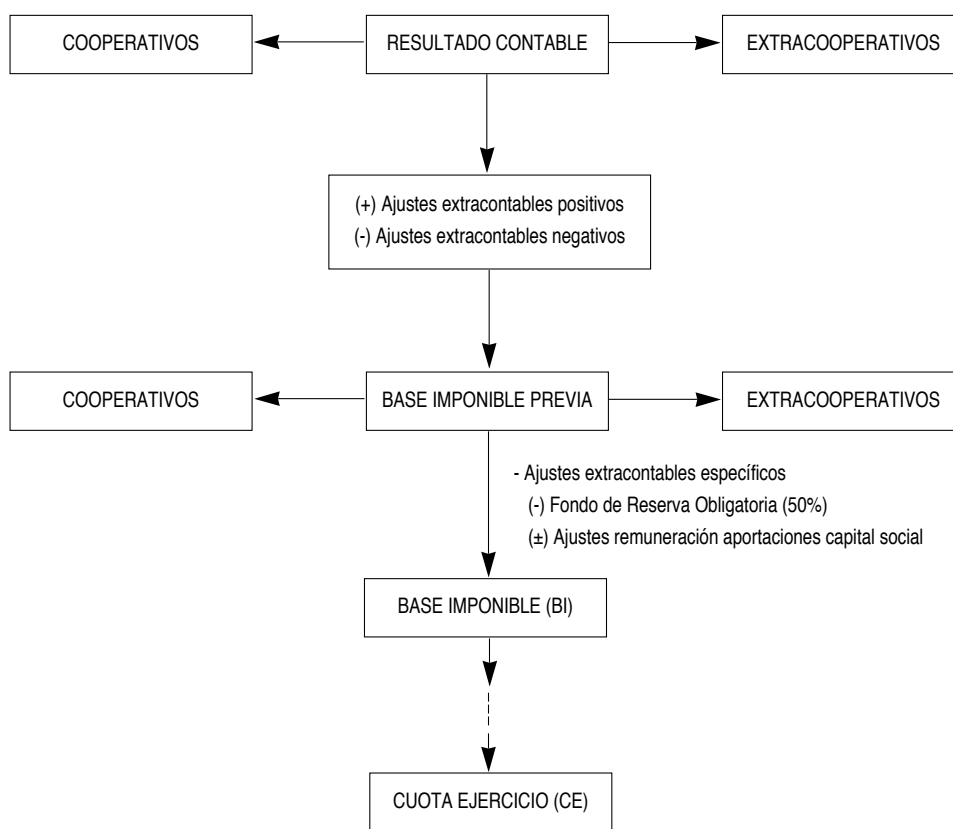 COOPERATIVOS
RESULTADO CONTABLE
EXTRACOOPERATIVOS
(+) Ajustes extracontables positivos
(-) Ajustes extracontables negativos
COOPERATIVOS
BASE IMPONIBLE PREVIA
EXTRACOOPERATIVOS
- Ajustes extracontables específicos
(-) Fondo de Reserva Obligatoria (50%)
(±) Ajustes remuneración aportaciones capital social
BASE IMPONIBLE (BI)
CUOTA EJERCICIO (CE)